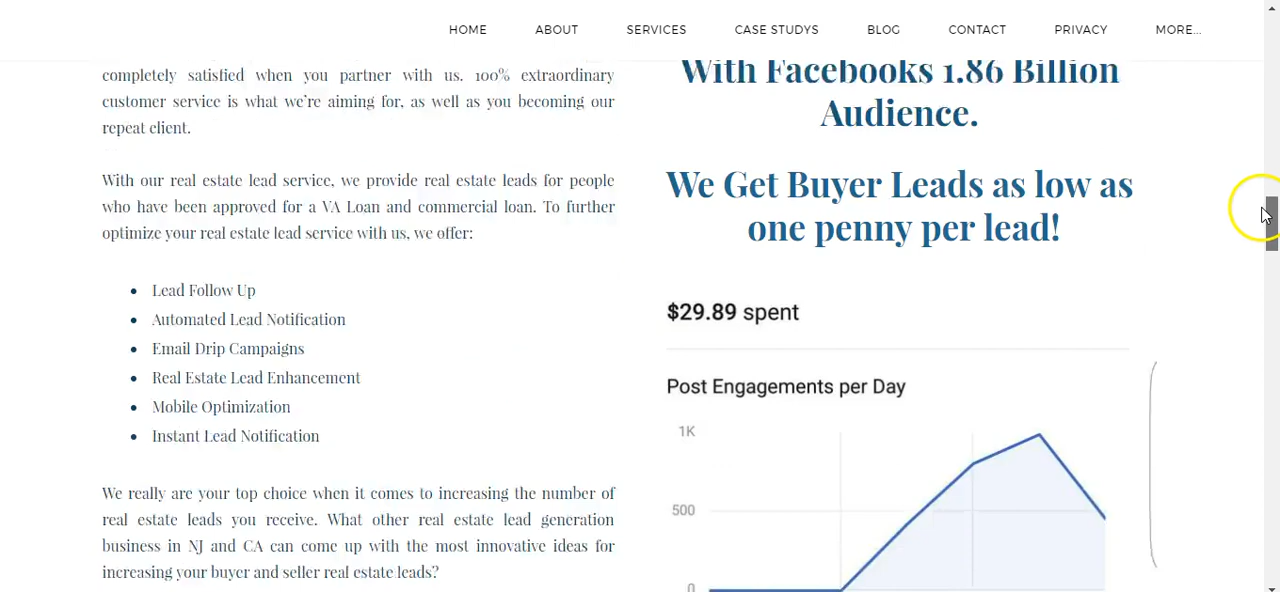 HOME ABOUT SERVICES CASE STUDYS BLOG CONTACT PRIVACY MORE...
completely satisfied when you partner with us. 100% extraordinary
customer service is what we're aiming for, as well as you becoming our
repeat client.
With our real estate lead service, we provide real estate leads for people
who have been approved for a VA Loan and commercial loan. To further
optimize your real estate lead service with us, we offer:
• Lead Follow Up
• Automated Lead Notification
• Email Drip Campaigns
• Real Estate Lead Enhancement
• Mobile Optimization
• Instant Lead Notification
We really are your top choice when it comes to increasing the number of
real estate leads you receive. What other real estate lead generation
business in NJ and CA can come up with the most innovative ideas for
increasing your buyer and seller real estate leads?
With Facebooks 1.86 Billion
Audience.
We Get Buyer Leads as low as
one penny per lead!
$29.89 spent
Post Engagements per Day
1K
500
0